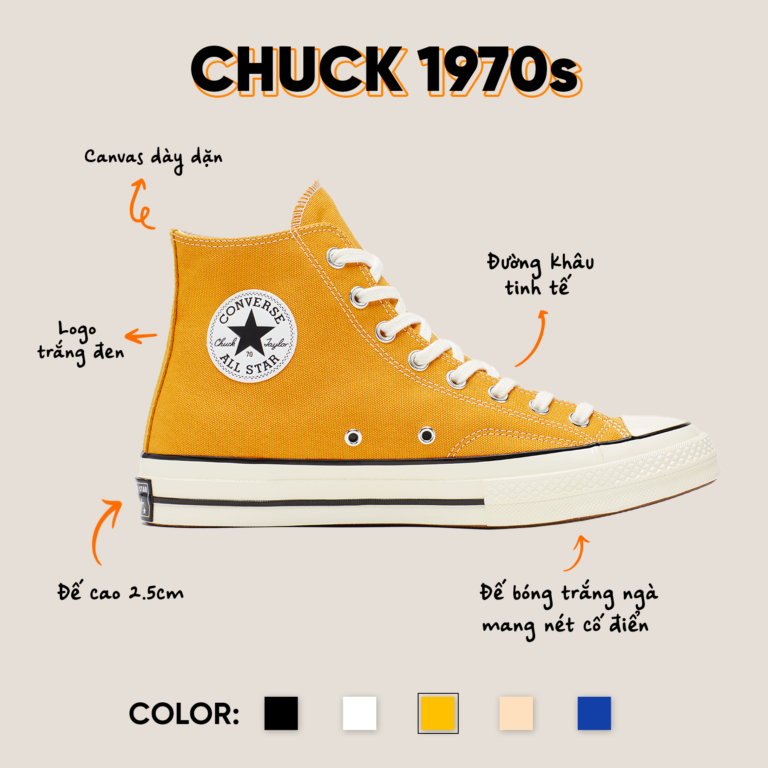 CHUCK 1970s
Canvas dày dặn
Đường khâu
tinh tế
Logo
trắng đen
CONVERSE
Chuck Taylor
70
ALL STAR
Đế cao 2.5cm
Đế bóng trắng ngà
mang nét cổ điển
COLOR: